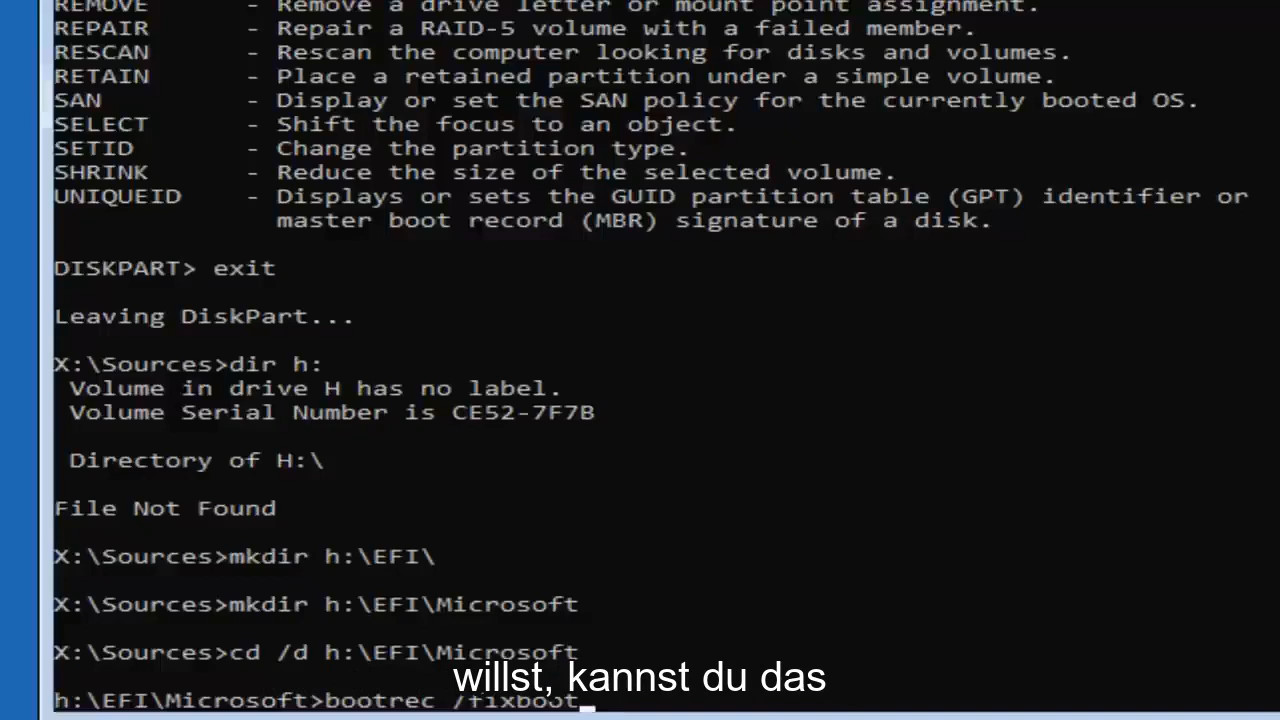 REMOVE - Remove a drive letter or mount point assignment.
REPAIR - Repair a RAID-5 volume with a failed member.
RESCAN - Rescan the computer looking for disks and volumes.
RETAIN - Place a retained partition under a simple volume.
SAN - Display or set the SAN policy for the currently booted OS.
SELECT - Shift the focus to an object.
SETID - Change the partition type.
SHRINK - Reduce the size of the selected volume.
UNIQUEID - Displays or sets the GUID partition table (GPT) identifier or
master boot record (MBR) signature of a disk.
DISKPART> exit
Leaving DiskPart...
X:\Sources>dir h:
Volume in drive H has no label.
Volume Serial Number is CE52-7F7B
Directory of H:\
File Not Found
X:\Sources>mkdir h:\EFI\
X:\Sources>mkdir h:\EFI\Microsoft
X:\Sources>cd /d h:\EFI\Microsoft
willst, kannst du das
h:\EFI\Microsoft>bootrec /fixboot